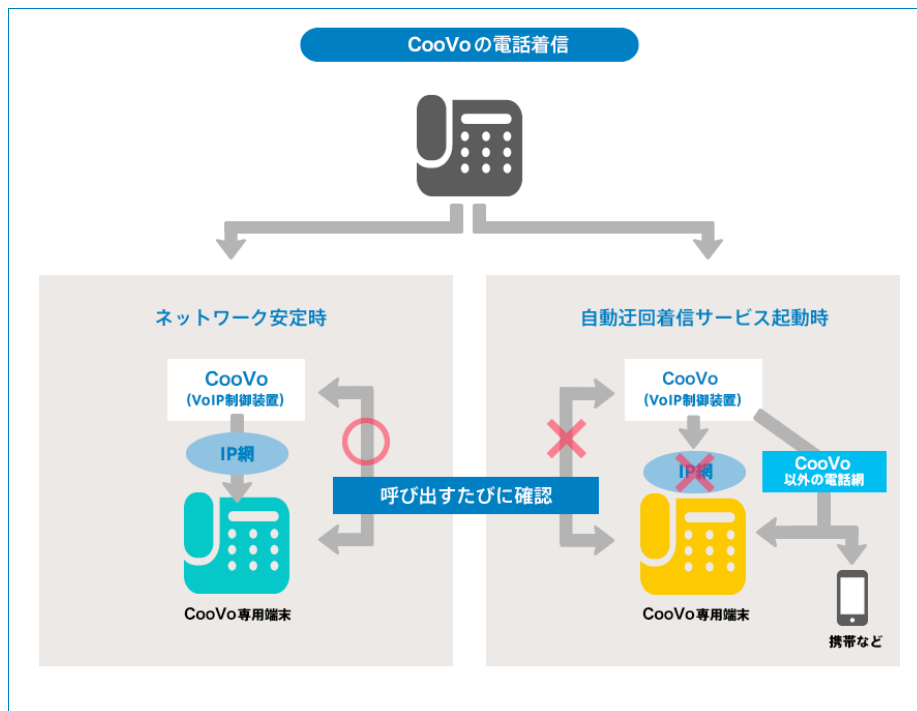 CooVoの電話着信
ネットワーク安定時
CooVo
(VoIP制御装置)
IP網
CooVo専用端末
呼び出すたびに確認
自動迂回着信サービス起動時
CooVo
(VoIP制御装置)
IP網
CooVo
以外の電話網
CooVo専用端末
携帯など